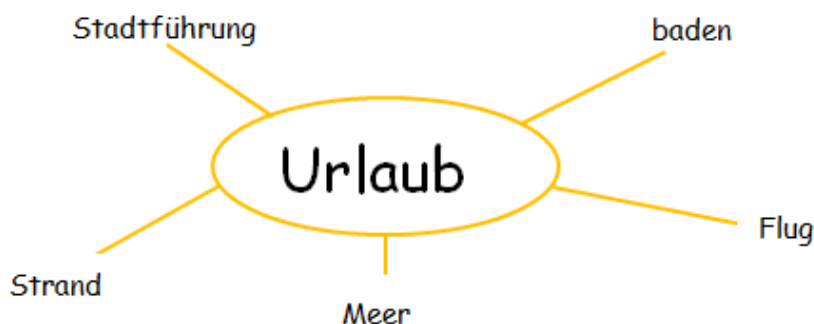 Stadtführung
baden
Urlaub
Flug
Strand
Meer